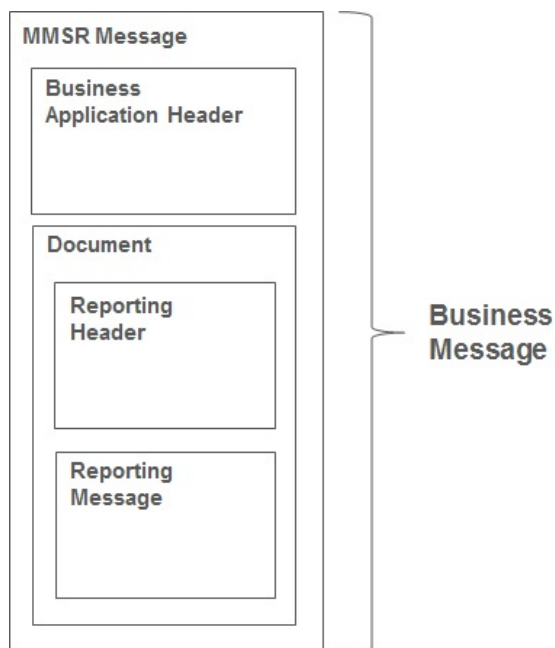 MMSR Message
Business
Application Header
Document
Reporting
Header
Reporting
Message
Business
Message